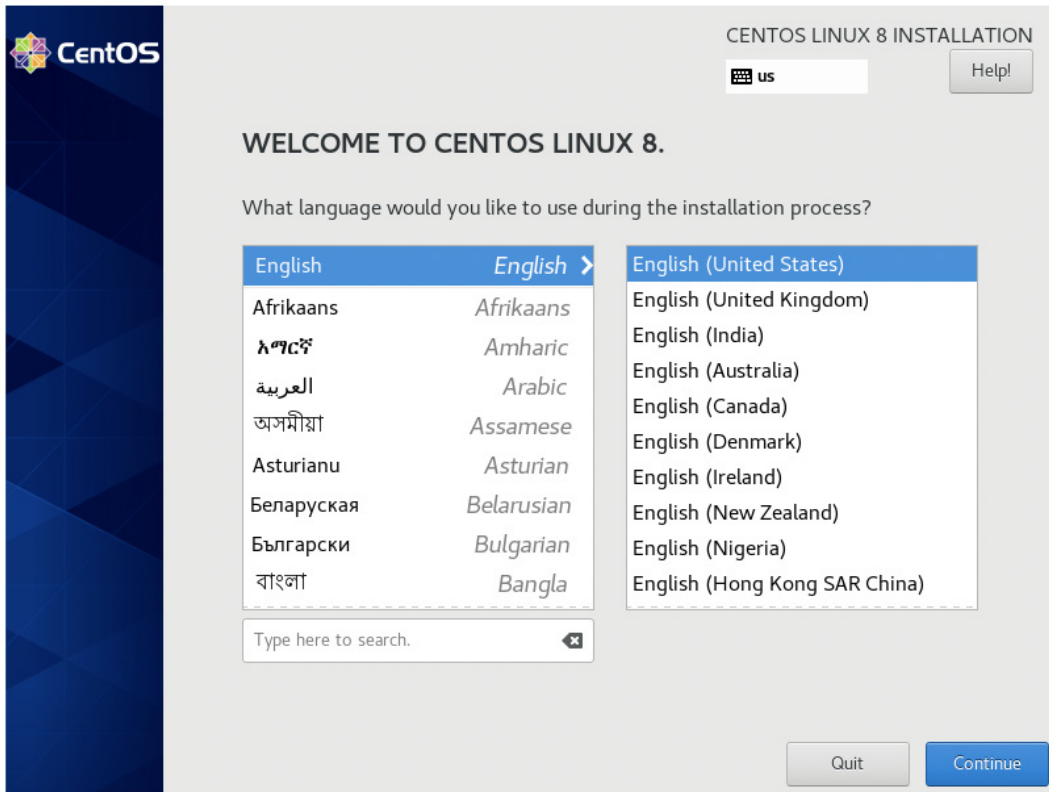 CentOS
CENTOS LINUX 8 INSTALLATION
us
Help!
WELCOME TO CENTOS LINUX 8.
What language would you like to use during the installation process?
English English
Afrikaans Afrikaans
አማርኛ Amharic
العربية Arabic
অসমীয়া Assamese
Asturianu Asturian
Беларуская Belarusian
Български Bulgarian
বাংলা Bangla
Type here to search.
English (United States)
English (United Kingdom)
English (India)
English (Australia)
English (Canada)
English (Denmark)
English (Ireland)
English (New Zealand)
English (Nigeria)
English (Hong Kong SAR China)
Quit
Continue